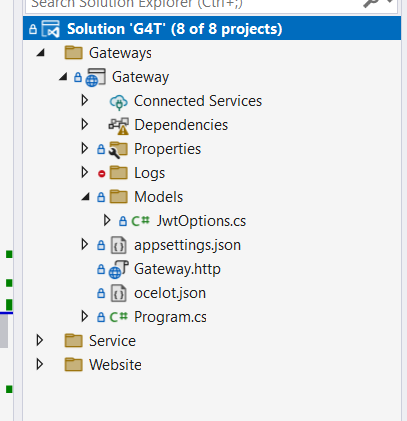 Search Solution Explorer (Ctrl+;)
Solution 'G4T' (8 of 8 projects)
Gateways
Gateway
Connected Services
Dependencies
Properties
Logs
Models
C# JwtOptions.cs
appsettings.json
Gateway.http
ocelot.json
C# Program.cs
Service
Website